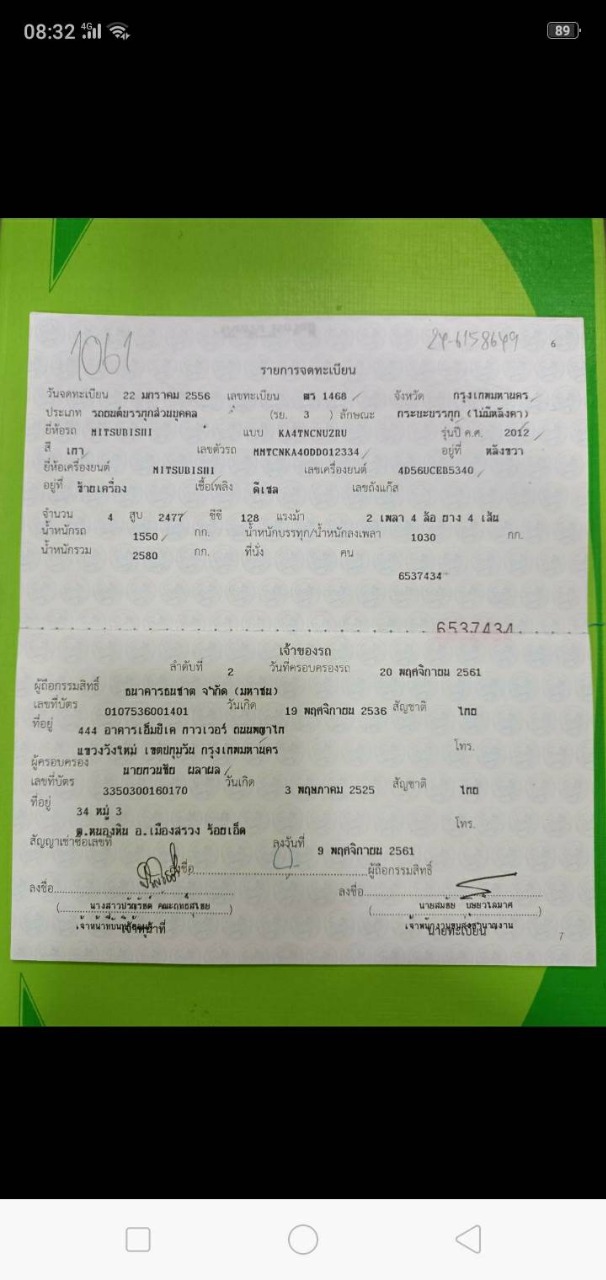 08:32 4G 89
1061 24-6158649 6
รายการจดทะเบียน
วันจดทะเบียน 22 มกราคม 2556 เลขทะเบียน 1468 จังหวัด กรุงเทพมหานคร
ประเภท รถยนต์บรรทุกส่วนบุคคล (รย. 3 ) ลักษณะ กระบะบรรทุก (ไม่มีหลังคา)
ยี่ห้อรถ MITSUBISHI แบบ KA4TNCNUZRU รุ่นปี ค.ศ. 2012
สี เทา เลขตัวรถ MMTCNKA40DD012334 อยู่ที่ หลังขวา
ยี่ห้อเครื่องยนต์ MITSUBISHI เลขเครื่องยนต์ 4D56UCEB5340
อยู่ที่ ซ้ายเครื่อง เชื้อเพลิง ดีเซล เลขถังแก๊ส
จำนวน 4 สูบ 2477 ซีซี 128 แรงม้า 2 เพลา 4 ล้อ ยาง 4 เส้น
น้ำหนักรถ 1550 กก. น้ำหนักบรรทุก/น้ำหนักลงเพลา 1030 กก.
น้ำหนักรวม 2580 กก. ที่นั่ง คน
6537434
6537434
เจ้าของรถ
ลำดับที่ 2 วันที่ครอบครองรถ 20 พฤศจิกายน 2561
ผู้ถือกรรมสิทธิ์ ธนาคารธนชาต จำกัด (มหาชน)
เลขที่บัตร 0107536001401 วันเกิด 19 พฤศจิกายน 2536 สัญชาติ ไทย
ที่อยู่ 444 อาคารเอ็มบีเค ทาวเวอร์ ถนนพญาไท
แขวงวังใหม่ เขตปทุมวัน กรุงเทพมหานคร โทร.
ผู้ครอบครอง ผลาผล
เลขที่บัตร 3350300160170 วันเกิด 3 พฤษภาคม 2525 สัญชาติ ไทย
ที่อยู่ 34 หมู่ 3
ต.หนองหิน อ.เมืองสรวง ร้อยเอ็ด โทร.
สัญญาเช่าซื้อเลขที่ ลงวันที่ 9 พฤศจิกายน 2561
ลงชื่อ ผู้ถือกรรมสิทธิ์
ลงชื่อ ลงชื่อ
นายสมชัย
เจ้าหน้าที่ นายทะเบียน
7